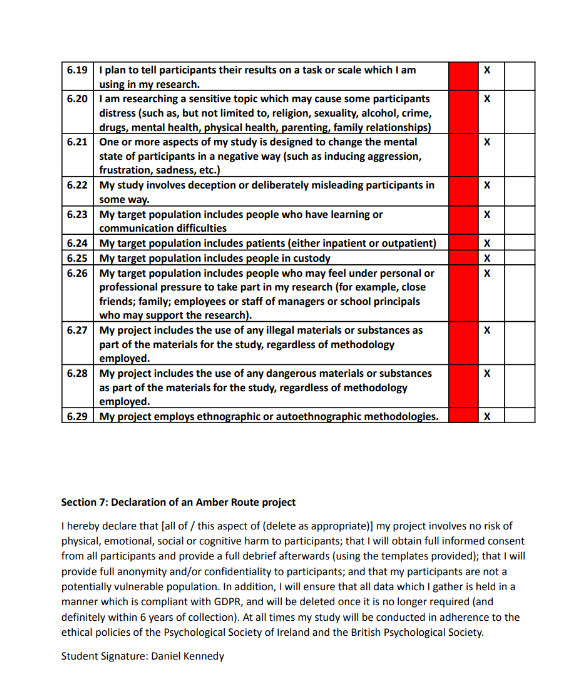 6.19 I plan to tell participants their results on a task or scale which I am X
using in my research.
6.20 I am researching a sensitive topic which may cause some participants X
distress (such as, but not limited to, religion, sexuality, alcohol, crime,
drugs, mental health, physical health, parenting, family relationships)
6.21 One or more aspects of my study is designed to change the mental X
state of participants in a negative way (such as inducing aggression,
frustration, sadness, etc.)
6.22 My study involves deception or deliberately misleading participants in X
some way.
6.23 My target population includes people who have learning or X
communication difficulties
6.24 My target population includes patients (either inpatient or outpatient) X
6.25 My target population includes people in custody X
6.26 My target population includes people who may feel under personal or X
professional pressure to take part in my research (for example, close
friends; family; employees or staff of managers or school principals
who may support the research).
6.27 My project includes the use of any illegal materials or substances as X
part of the materials for the study, regardless of methodology
employed.
6.28 My project includes the use of any dangerous materials or substances X
as part of the materials for the study, regardless of methodology
employed.
6.29 My project employs ethnographic or autoethnographic methodologies. X
Section 7: Declaration of an Amber Route project
I hereby declare that [all of / this aspect of (delete as appropriate)] my project involves no risk of
physical, emotional, social or cognitive harm to participants; that I will obtain full informed consent
from all participants and provide a full debrief afterwards (using the templates provided); that I will
provide full anonymity and/or confidentiality to participants; and that my participants are not a
potentially vulnerable population. In addition, I will ensure that all data which I gather is held in a
manner which is compliant with GDPR, and will be deleted once it is no longer required (and
definitely within 6 years of collection). At all times my study will be conducted in adherence to the
ethical policies of the Psychological Society of Ireland and the British Psychological Society.
Student Signature: Daniel Kennedy